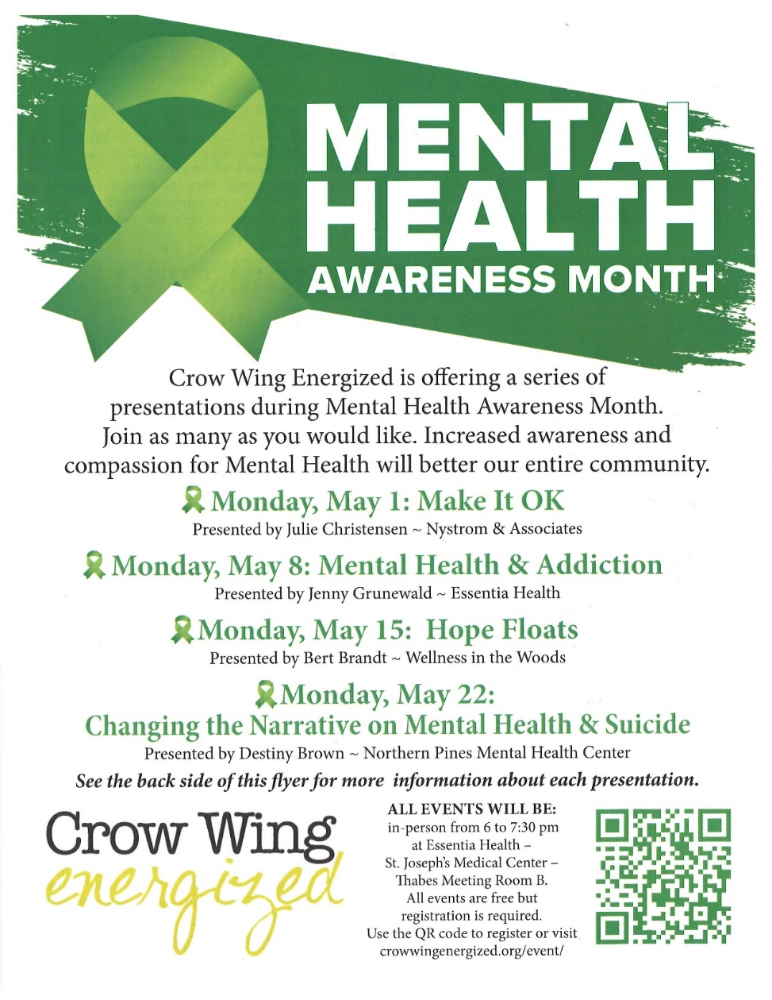 MENTAL
HEALTH
AWARENESS MONTH
Crow Wing Energized is offering a series of
presentations during Mental Health Awareness Month.
Join as many as you would like. Increased awareness and
compassion for Mental Health will better our entire community.
Monday, May 1: Make It OK
Presented by Julie Christensen ~ Nystrom & Associates
Monday, May 8: Mental Health & Addiction
Presented by Jenny Grunewald ~ Essentia Health
Monday, May 15: Hope Floats
Presented by Bert Brandt ~ Wellness in the Woods
Monday, May 22:
Changing the Narrative on Mental Health & Suicide
Presented by Destiny Brown ~ Northern Pines Mental Health Center
See the back side of this flyer for more information about each presentation.
Crow Wing
energized
ALL EVENTS WILL BE:
in-person from 6 to 7:30 pm
at Essentia Health –
St. Joseph's Medical Center –
Thabes Meeting Room B.
All events are free but
registration is required.
Use the QR code to register or visit
crowwingenergized.org/event/